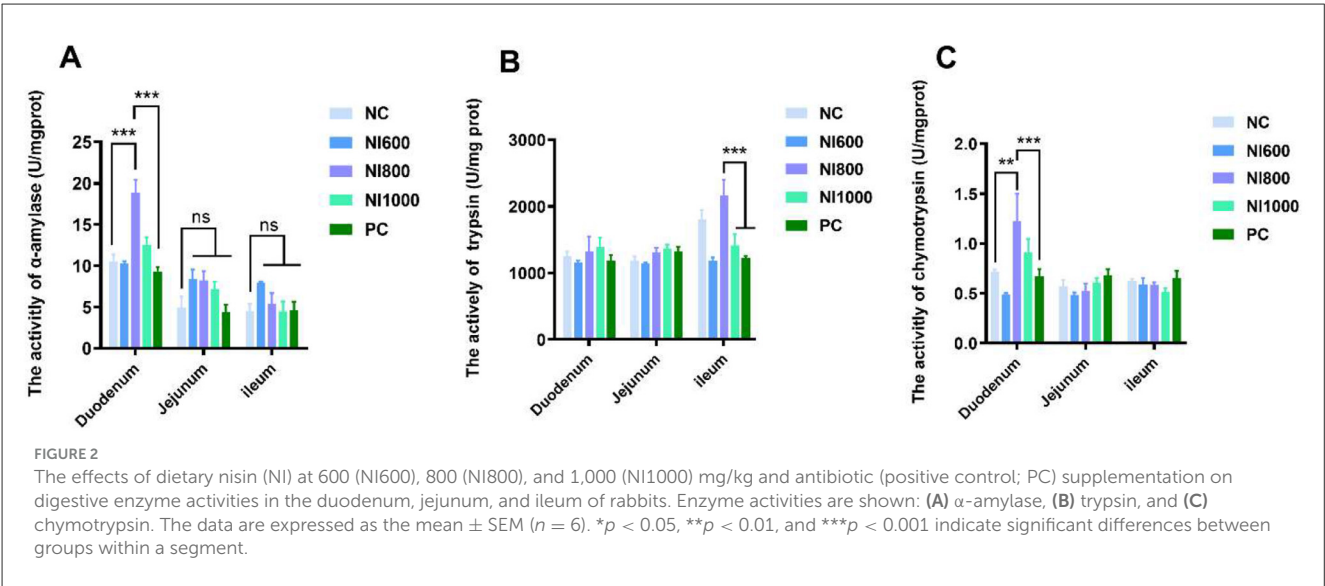 A
The activitly of α-amylase (U/mgprot)
25
20
15
10
5
0
***
***
ns
ns
Duodenum
Jejunum
ileum
NC
NI600
NI800
NI1000
PC
B
The actively of trypsin (U/mg prot)
3000
2000
1000
0
***
Duodenum
Jejunum
ileum
NC
NI600
NI800
NI1000
PC
C
The activity of chymotrypsin (U/mgprot)
2.0
1.5
1.0
0.5
0.0
**
***
Duodenum
Jejunum
ileum
NC
NI600
NI800
NI1000
PC
FIGURE 2
The effects of dietary nisin (NI) at 600 (NI600), 800 (NI800), and 1,000 (NI1000) mg/kg and antibiotic (positive control; PC) supplementation on
digestive enzyme activities in the duodenum, jejunum, and ileum of rabbits. Enzyme activities are shown: (A) α-amylase, (B) trypsin, and (C)
chymotrypsin. The data are expressed as the mean ± SEM (n = 6). *p < 0.05, **p < 0.01, and ***p < 0.001 indicate significant differences between
groups within a segment.